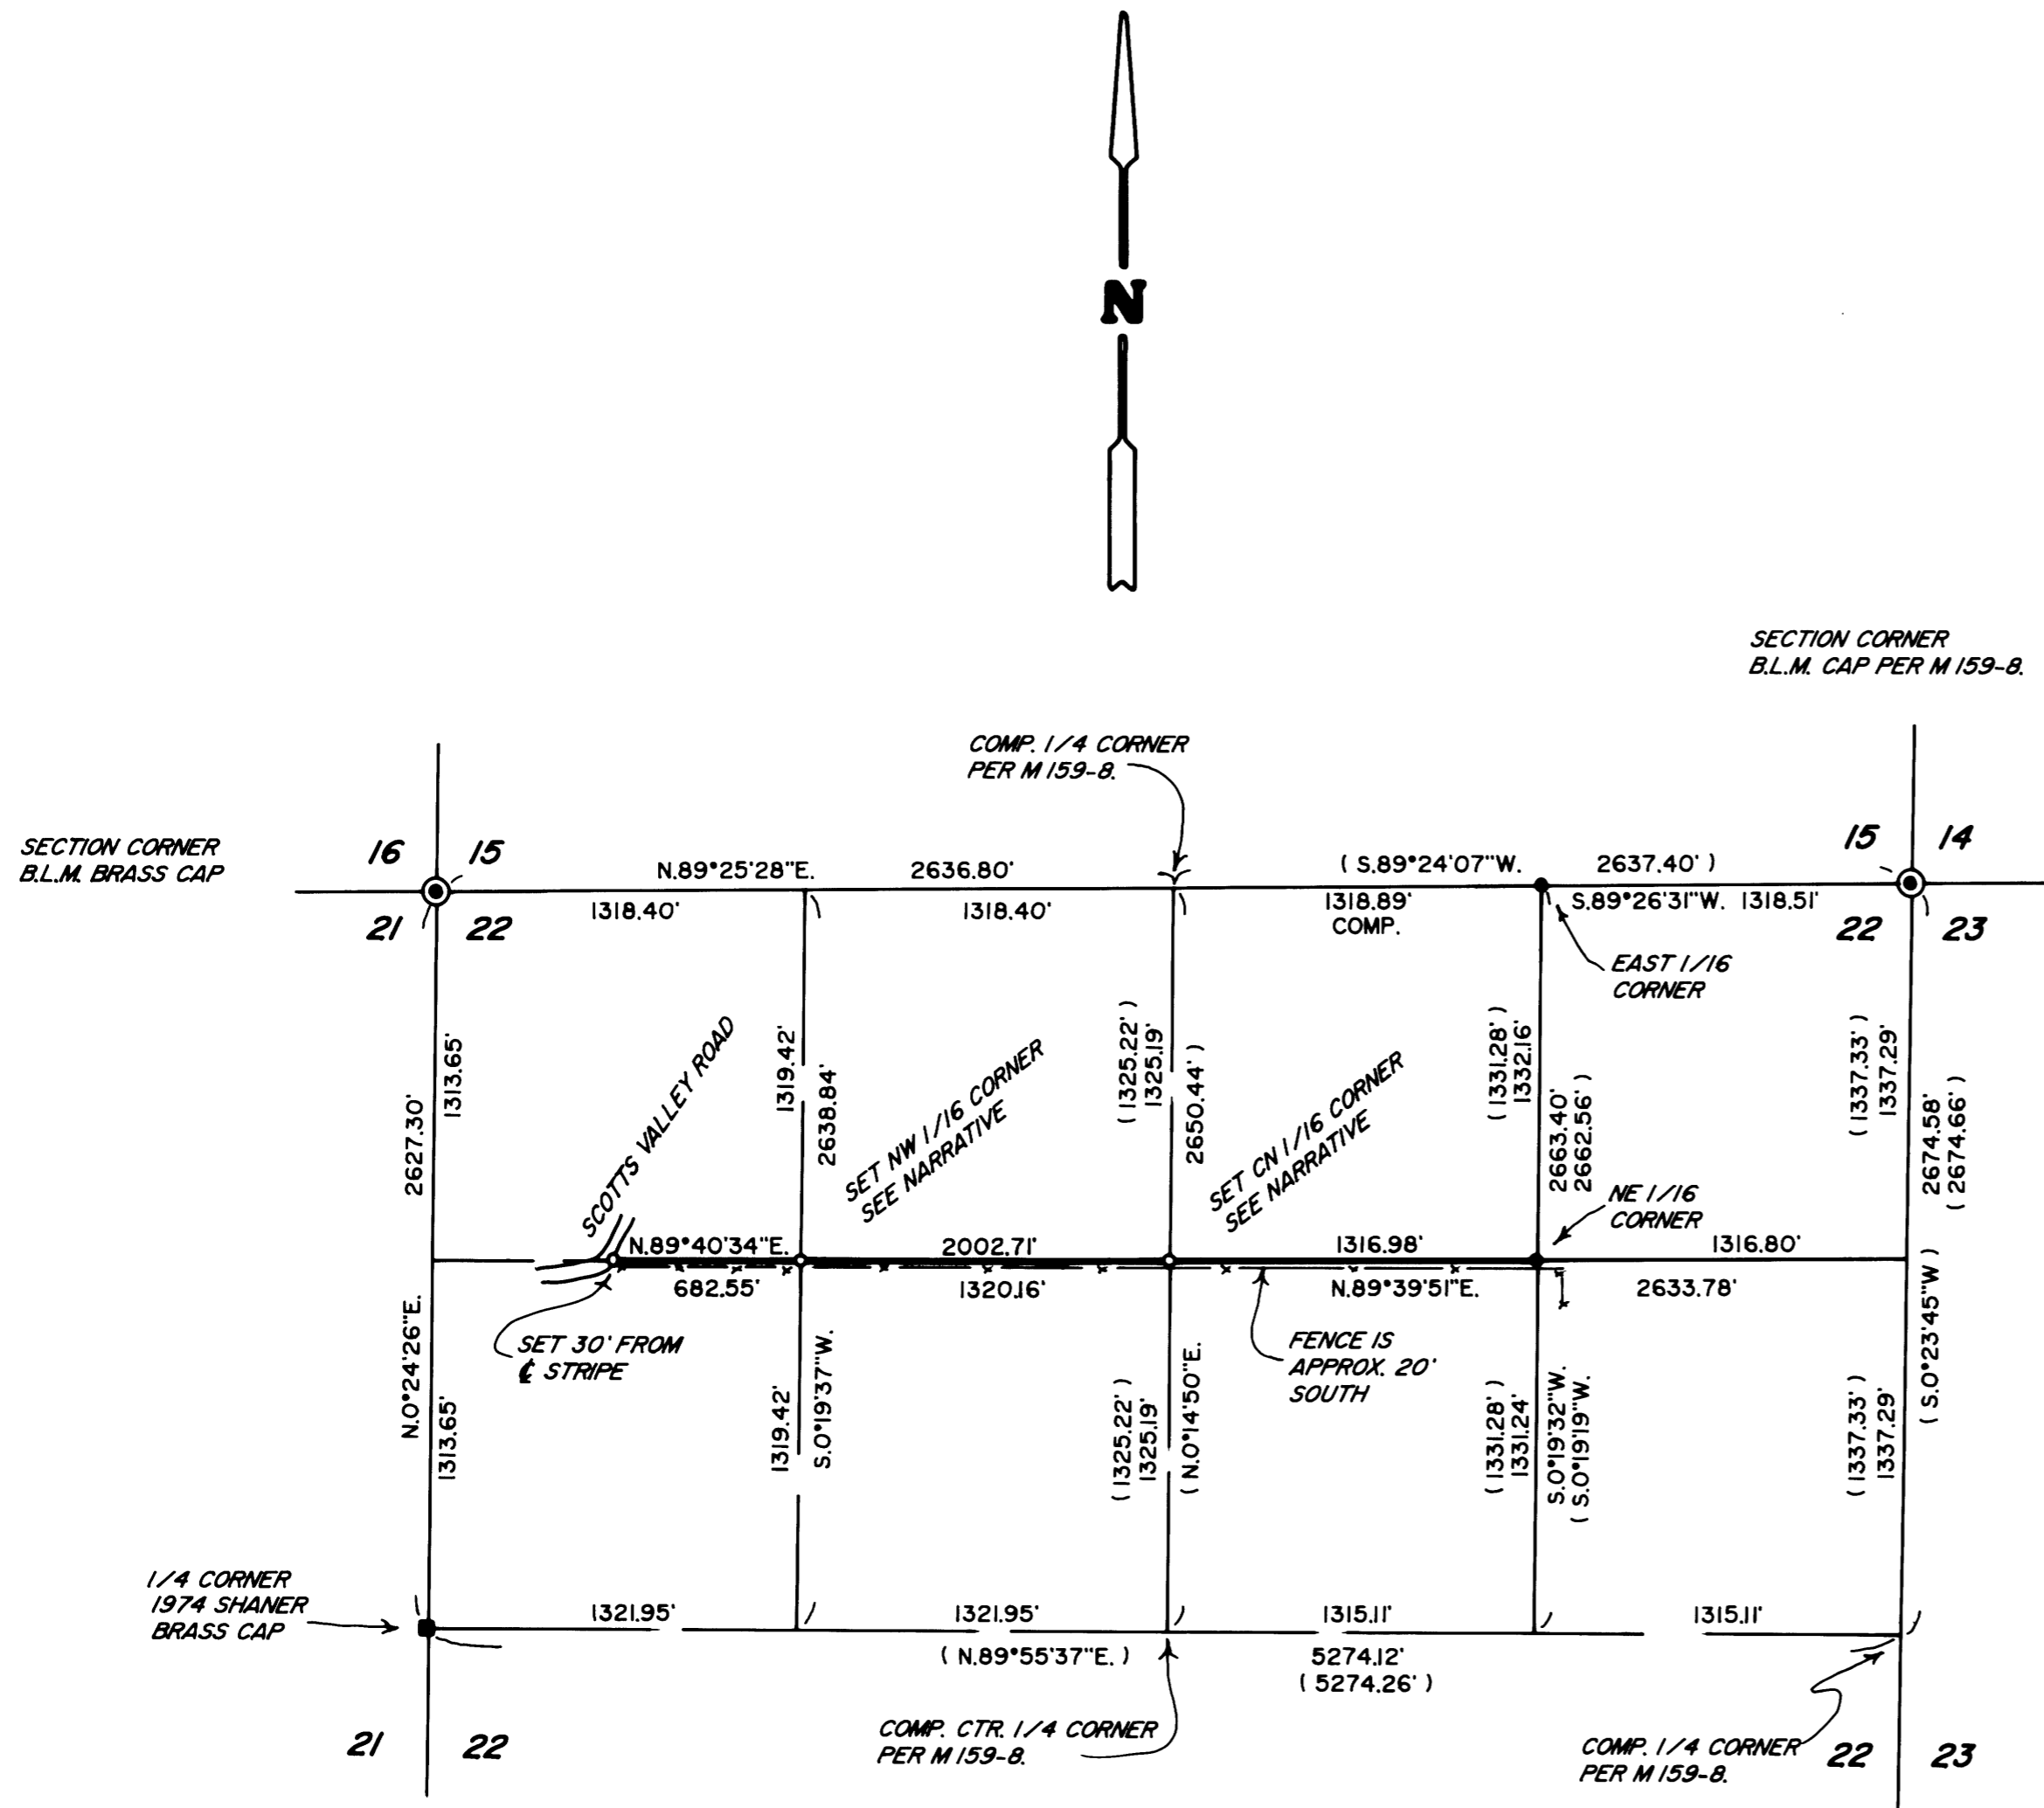 N
SECTION CORNER
B.L.M. CAP PER M 159-8.
COMP. 1/4 CORNER
PER M 159-8.
SECTION CORNER
B.L.M. BRASS CAP
16 15
21 22
15 14
22 23
N.89°25'28"E. 2636.80'
( S.89°24'07"W. 2637.40' )
1318.40'
1318.40'
1318.89'
COMP.
S.89°26'31"W. 1318.51'
EAST 1/16
CORNER
2627.30'
1313.65'
SCOTTS VALLEY ROAD
1319.42'
2638.84'
SET NW 1/16 CORNER
SEE NARRATIVE
( 1325.22' )
1325.19'
2650.44' )
SET CN 1/16 CORNER
SEE NARRATIVE
( 1331.28' )
1332.16'
2663.40'
2662.56' )
( 1337.33' )
1337.29'
2674.58'
( 2674.66' )
NE 1/16
CORNER
N.89°40'34"E. 2002.71'
1316.98'
1316.80'
682.55'
1320.16'
N.89°39'51"E. 2633.78'
SET 30' FROM
℄ STRIPE
FENCE IS
APPROX. 20'
SOUTH
N.0°24'26"E.
1313.65'
1319.42'
S.0°19'37"W.
( 1325.22' )
1325.19'
( N.0°14'50"E.
( 1331.28' )
1331.24'
S.0°19'32"W.
( S.0°19'19"W.
( 1337.33' )
1337.29'
( S.0°23'45"W )
1/4 CORNER
1974 SHANER
BRASS CAP
1321.95'
1321.95'
1315.11'
1315.11'
( N.89°55'37"E. )
5274.12'
( 5274.26' )
21 22
COMP. CTR. 1/4 CORNER
PER M 159-8.
COMP. 1/4 CORNER
PER M 159-8.
22 23